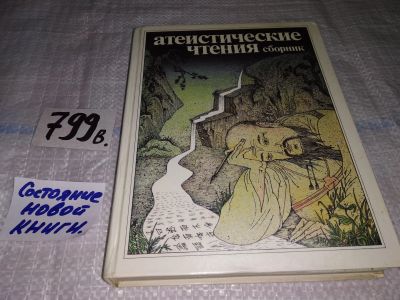 атеистические
чтения сборник
799в.
Состояние
новой
книги.